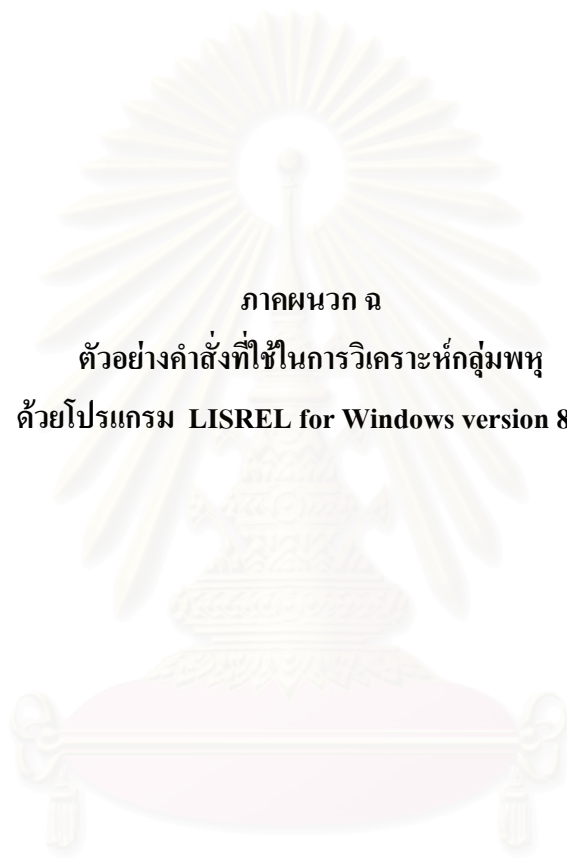 ภาคผนวก ฉ
ตัวอย่างคำสั่งที่ใช้ในการวิเคราะห์กลุ่มพหุ
ด้วยโปรแกรม LISREL for Windows version 8